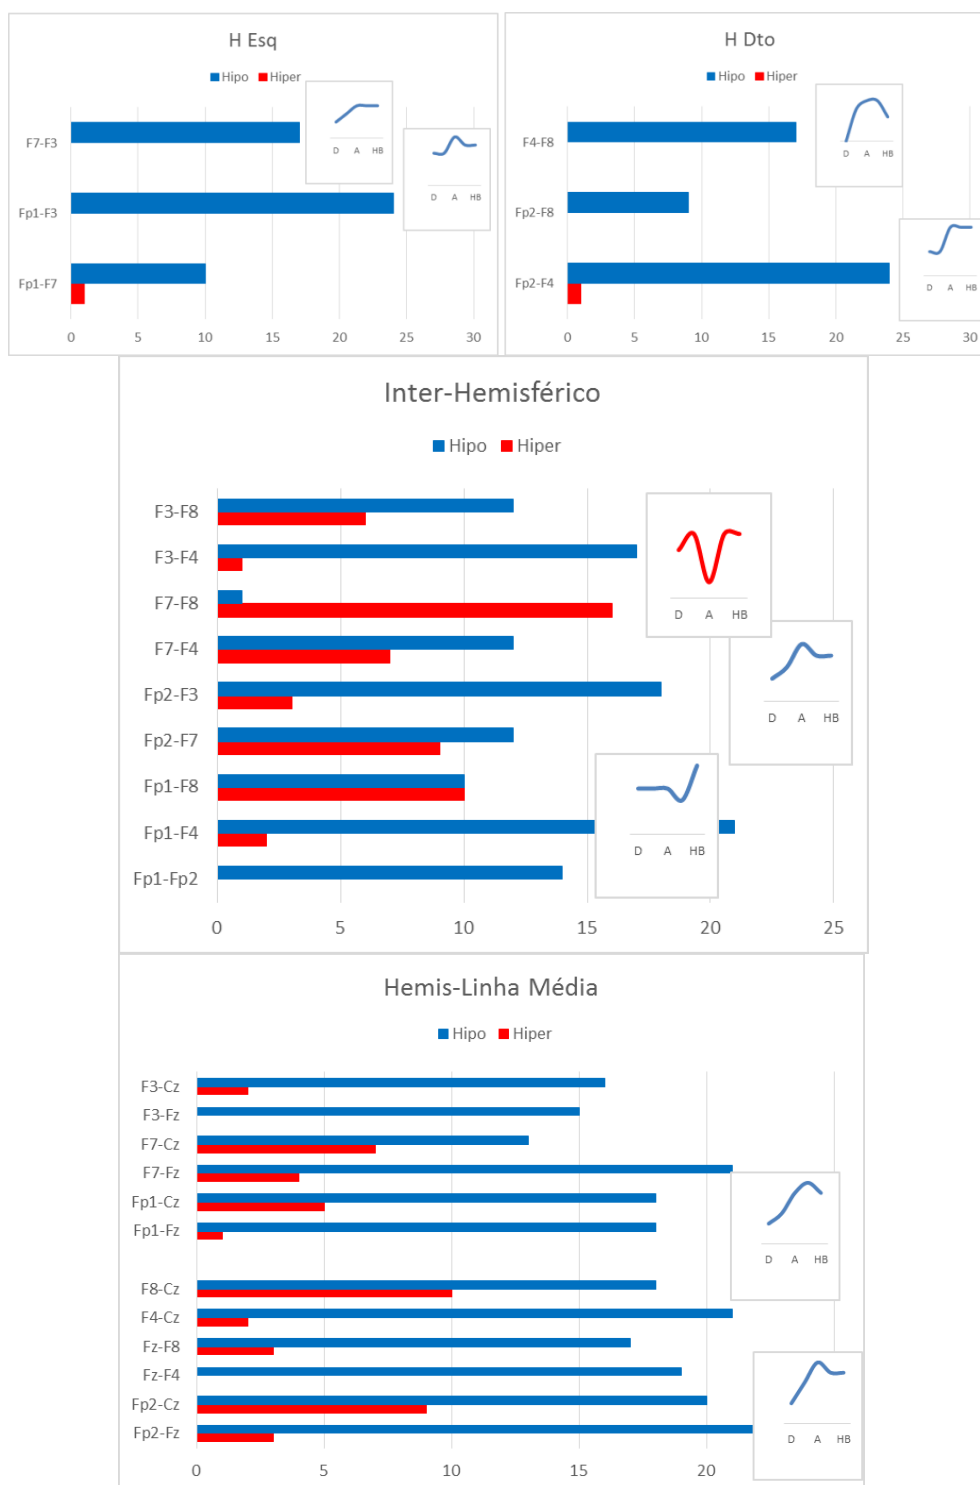 H Esq
Hipo Hiper
F7-F3
Fp1-F3
Fp1-F7
0 5 10 15 20 25 30
D A HB
D A HB
H Dto
Hipo Hiper
F4-F8
Fp2-F8
Fp2-F4
0 5 10 15 20 25 30
D A HB
D A HB
Inter-Hemisférico
Hipo Hiper
F3-F8
F3-F4
F7-F8
F7-F4
Fp2-F3
Fp2-F7
Fp1-F8
Fp1-F4
Fp1-Fp2
0 5 10 15 20 25
D A HB
D A HB
D A HB
Hemis-Linha Média
Hipo Hiper
F3-Cz
F3-Fz
F7-Cz
F7-Fz
Fp1-Cz
Fp1-Fz
F8-Cz
F4-Cz
Fz-F8
Fz-F4
Fp2-Cz
Fp2-Fz
0 5 10 15 20
D A HB
D A HB